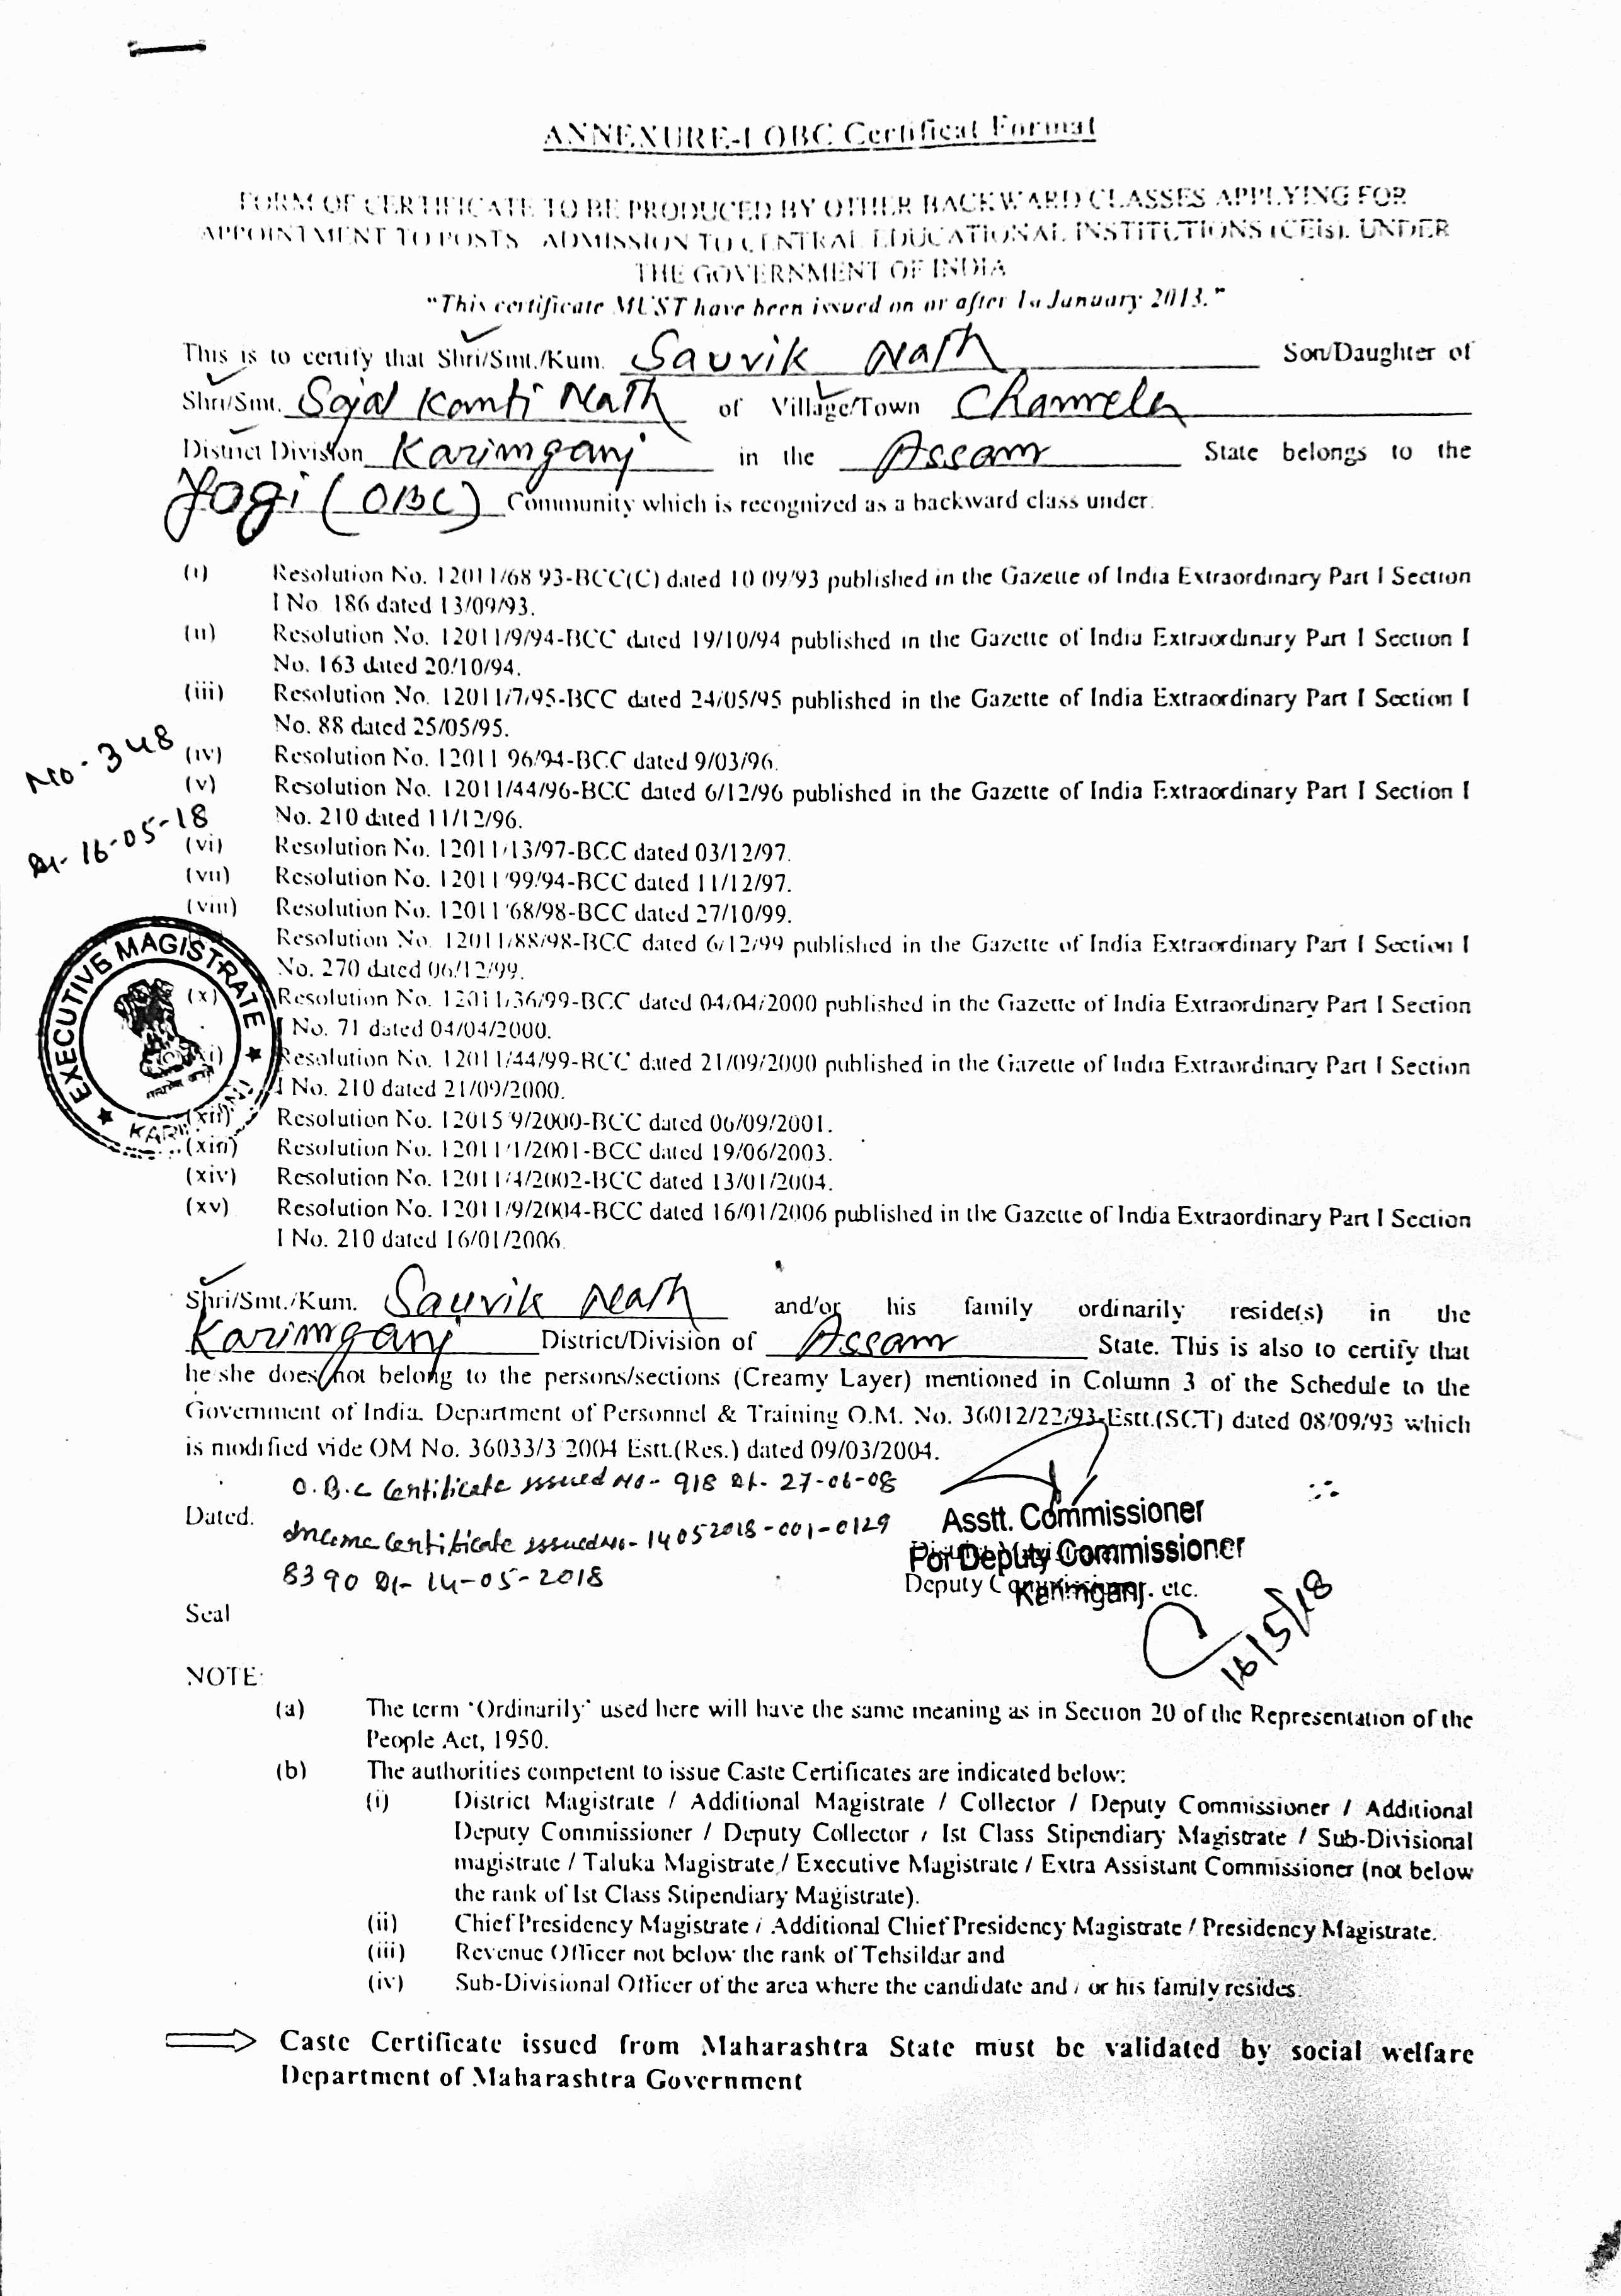 ANNEXURE-I OBC Certificat Format
FORM OF CERTIFICATE TO BE PRODUCED BY OTHER BACKWARD CLASSES APPLYING FOR
APPOINTMENT TO POSTS ADMISSION TO CENTRAL EDUCATIONAL INSTITUTIONS (CEIs). UNDER
THE GOVERNMENT OF INDIA
"This certificate MUST have been issued on or after 1st January 2013."
This is to certify that Shri/Smt./Kum. Sauvik Nath Son/Daughter of
Shri/Smt. Sajal Kanti Nath of Village/Town Chamela
District Division Karimganj in the Assam State belongs to the
Yogi (OBC) Community which is recognized as a backward class under:
(i) Resolution No. 12011/68 93-BCC(C) dated 10 09/93 published in the Gazette of India Extraordinary Part I Section
I No. 186 dated 13/09/93.
(ii) Resolution No. 12011/9/94-BCC dated 19/10/94 published in the Gazette of India Extraordinary Part I Section I
No. 163 dated 20/10/94.
(iii) Resolution No. 12011/7/95-BCC dated 24/05/95 published in the Gazette of India Extraordinary Part I Section I
No. 88 dated 25/05/95.
No- 348
(iv) Resolution No. 12011 96/94-BCC dated 9/03/96.
(v) Resolution No. 12011/44/96-BCC dated 6/12/96 published in the Gazette of India Extraordinary Part I Section I
No. 210 dated 11/12/96.
Dt- 16-05-18
(vi) Resolution No. 12011/13/97-BCC dated 03/12/97.
(vii) Resolution No. 12011/99/94-BCC dated 11/12/97.
(viii) Resolution No. 12011/68/98-BCC dated 27/10/99.
Resolution No. 12011/88/98-BCC dated 6/12/99 published in the Gazette of India Extraordinary Part I Section I
No. 270 dated 06/12/99.
EXECUTIVE MAGISTRATE
(x) Resolution No. 12011/36/99-BCC dated 04/04/2000 published in the Gazette of India Extraordinary Part I Section
I No. 71 dated 04/04/2000.
Resolution No. 12011/44/99-BCC dated 21/09/2000 published in the Gazette of India Extraordinary Part I Section
I No. 210 dated 21/09/2000.
(xii) Resolution No. 12015 9/2000-BCC dated 06/09/2001.
(xiii) Resolution No. 12011/1/2001-BCC dated 19/06/2003.
(xiv) Resolution No. 12011/4/2002-BCC dated 13/01/2004.
(xv) Resolution No. 12011/9/2004-BCC dated 16/01/2006 published in the Gazette of India Extraordinary Part I Section
I No. 210 dated 16/01/2006.
Shri/Smt./Kum. Sauvik Nath and/or his family ordinarily reside(s) in the
Karimganj District/Division of Assam State. This is also to certify that
he she does not belong to the persons/sections (Creamy Layer) mentioned in Column 3 of the Schedule to the
Government of India. Department of Personnel & Training O.M. No. 36012/22/93-Estt.(SCT) dated 08/09/93 which
is modified vide OM No. 36033/3 2004 Estt.(Res.) dated 09/03/2004.
O.B.C Certificate issued No- 918 Dt- 27-06-08
Dated.
Income Certificate issued No- 14052018-001-0129
8390 Dt- 14-05-2018
Asstt. Commissioner
For Deputy Commissioner
Deputy etc.
Karimganj.
16/5/18
Seal
NOTE:
(a) The term 'Ordinarily' used here will have the same meaning as in Section 20 of the Representation of the
People Act, 1950.
(b) The authorities competent to issue Caste Certificates are indicated below:
(i) District Magistrate / Additional Magistrate / Collector / Deputy Commissioner / Additional
Deputy Commissioner / Deputy Collector / Ist Class Stipendiary Magistrate / Sub-Divisional
magistrate / Taluka Magistrate / Executive Magistrate / Extra Assistant Commissioner (not below
the rank of Ist Class Stipendiary Magistrate).
(ii) Chief Presidency Magistrate / Additional Chief Presidency Magistrate / Presidency Magistrate.
(iii) Revenue Officer not below the rank of Tehsildar and
(iv) Sub-Divisional Officer of the area where the candidate and / or his family resides.
Caste Certificate issued from Maharashtra State must be validated by social welfare
Department of Maharashtra Government